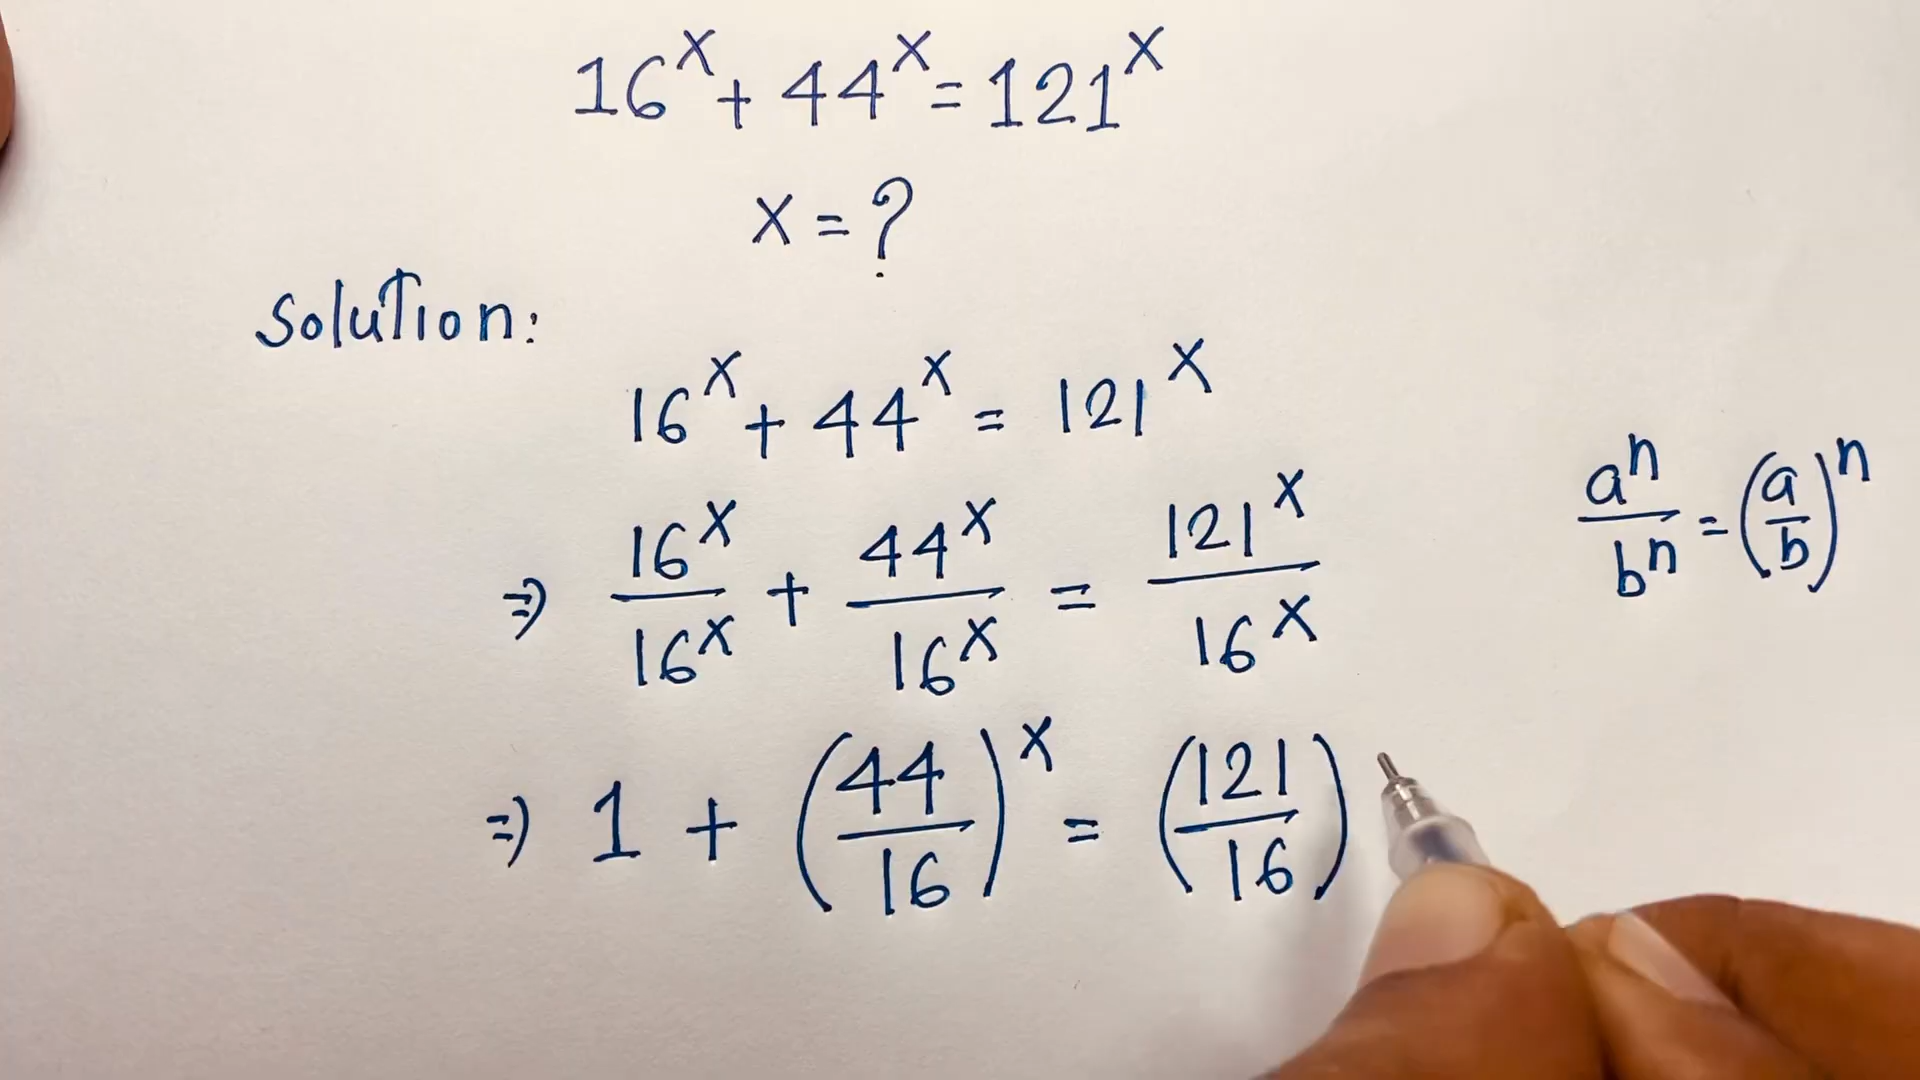 16^x + 44^x = 121^x
x = ?
Solution:
16^x + 44^x = 121^x
⇒ 16^x/16^x + 44^x/16^x = 121^x/16^x
a^n/b^n = (a/b)^n
⇒ 1 + (44/16)^x = (121/16)